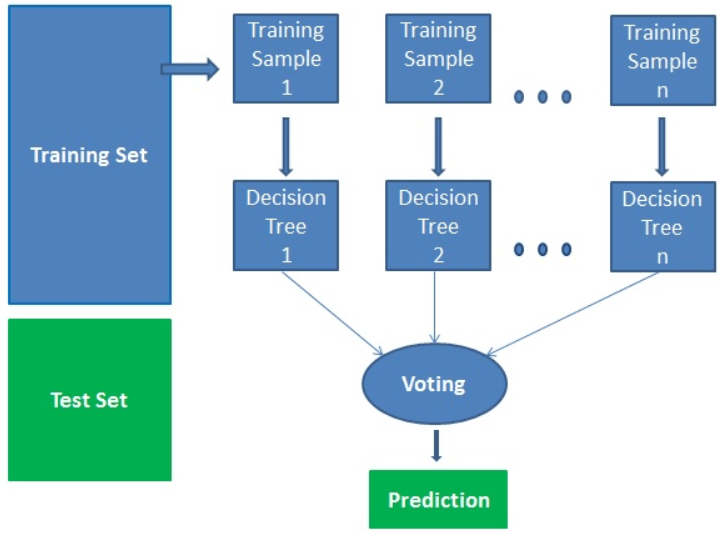 Training Set
Training
Sample
1
Training
Sample
2
Training
Sample
n
Decision
Tree
1
Decision
Tree
2
Decision
Tree
n
Voting
Test Set
Prediction